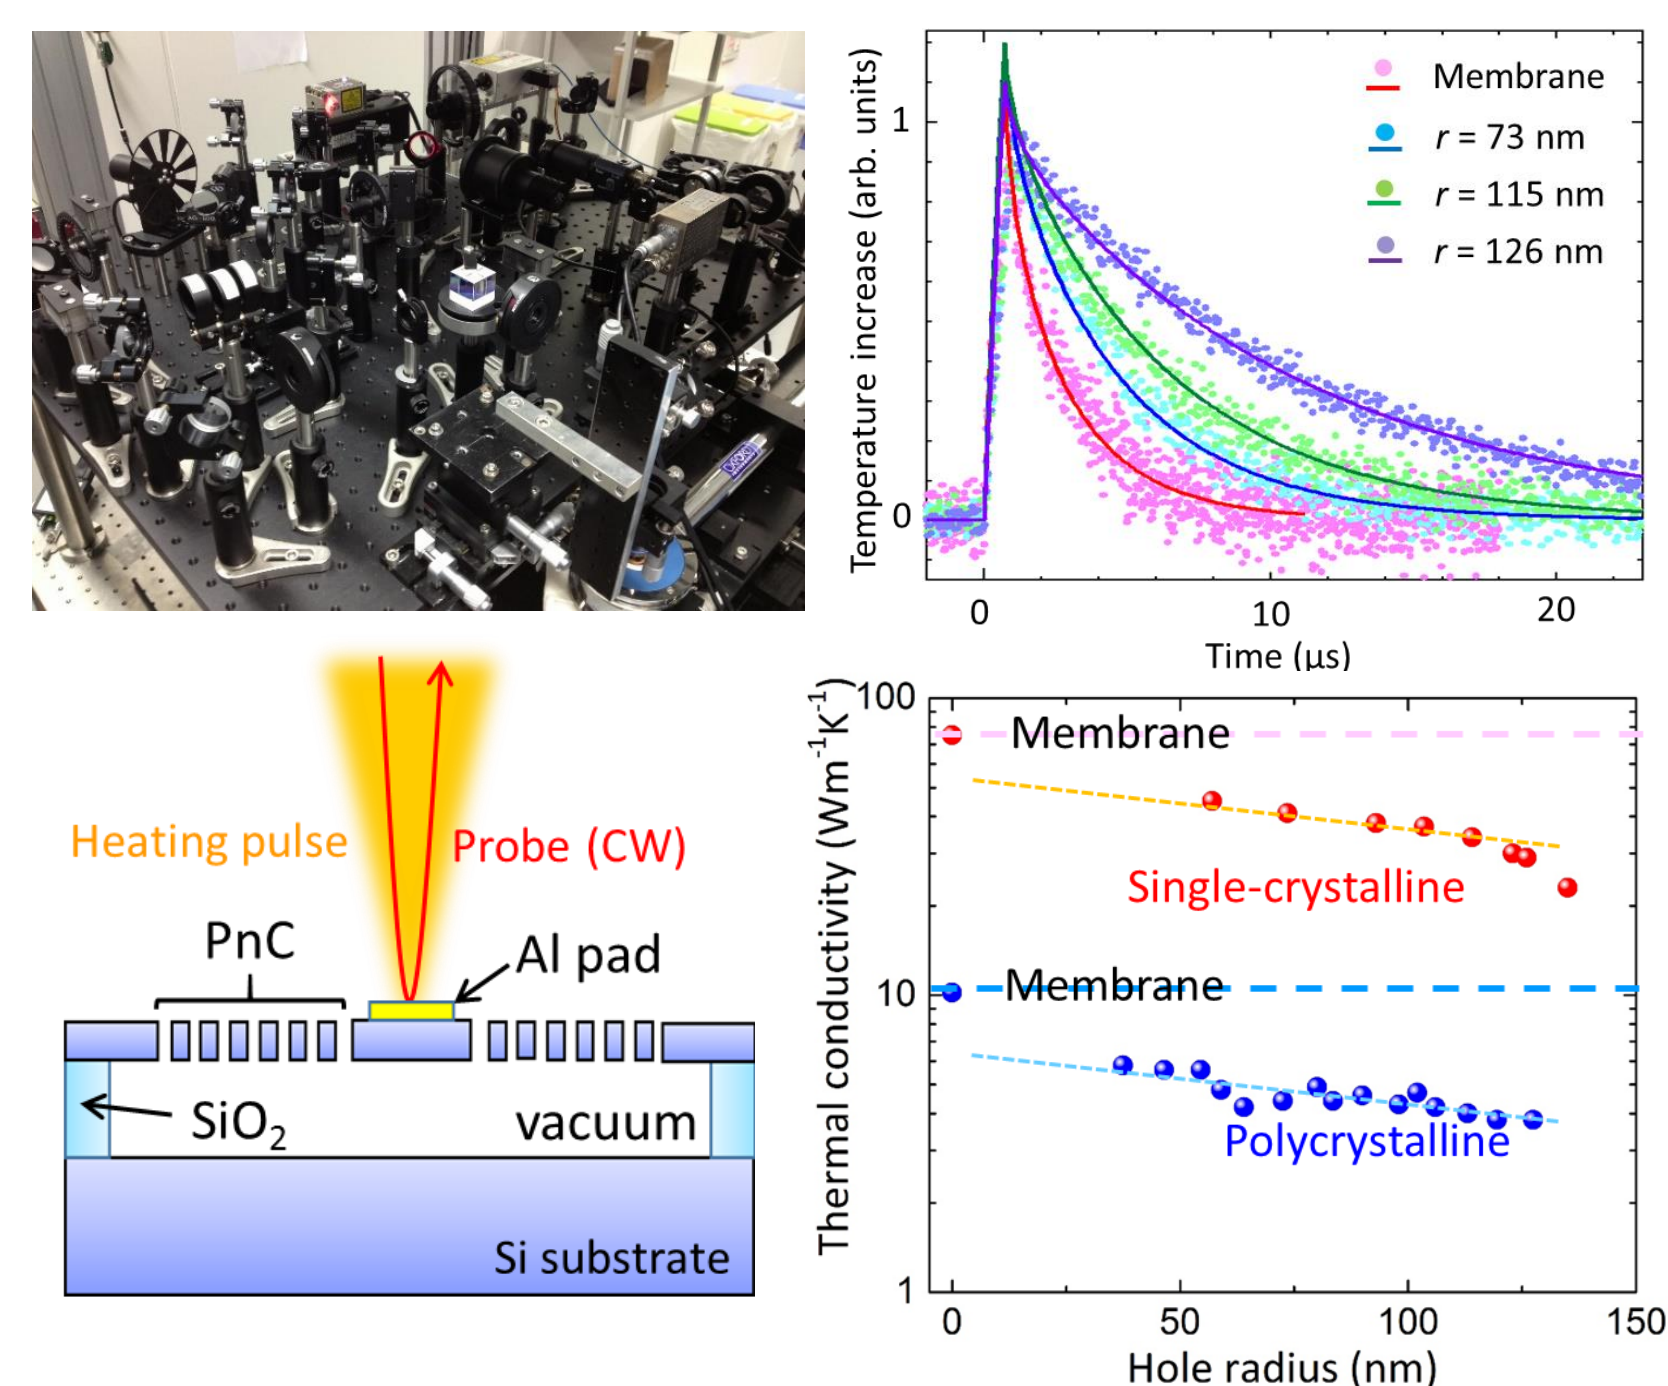 Temperature increase (arb. units)
1
0
Membrane
r = 73 nm
r = 115 nm
r = 126 nm
0
10
20
Time (µs)
Heating pulse
Probe (CW)
PnC
Al pad
SiO₂
vacuum
Si substrate
Thermal conductivity (Wm⁻¹K⁻¹)
100
10
1
Membrane
Single-crystalline
Membrane
Polycrystalline
0
50
100
150
Hole radius (nm)